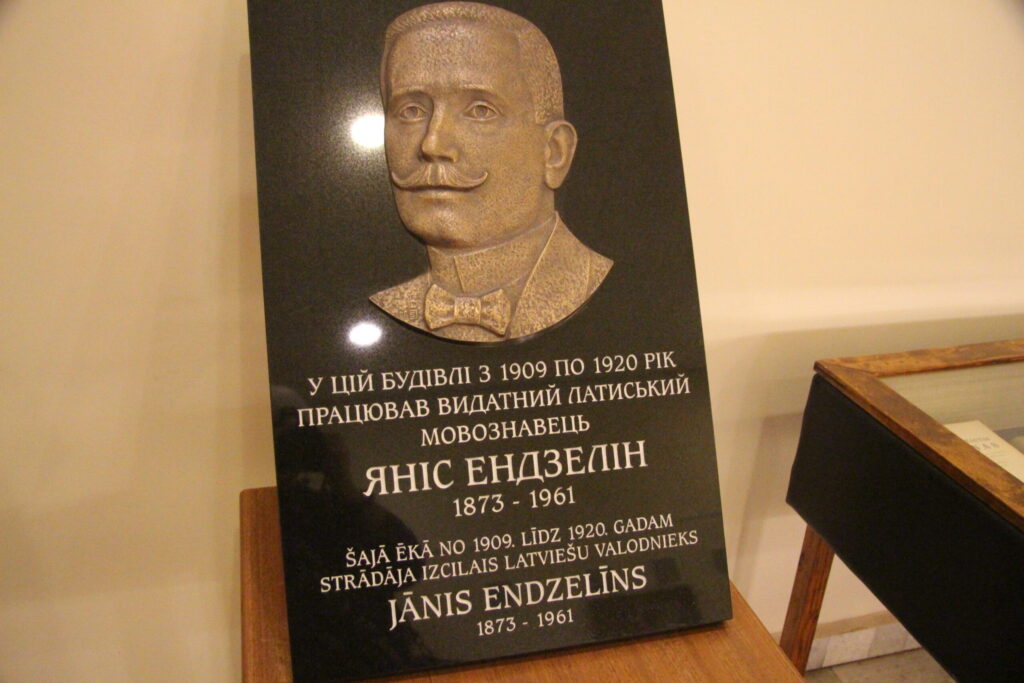 У ЦІЙ БУДІВЛІ З 1909 ПО 1920 РІК
ПРАЦЮВАВ ВИДАТНИЙ ЛАТИСЬКИЙ
МОВОЗНАВЕЦЬ
ЯНІС ЕНДЗЕЛІН
1873 - 1961
ŠAJĀ ĒKĀ NO 1909. LĪDZ 1920. GADAM
STRĀDĀJA IZCILAIS LATVIEŠU VALODNIEKS
JĀNIS ENDZELĪNS
1873 - 1961